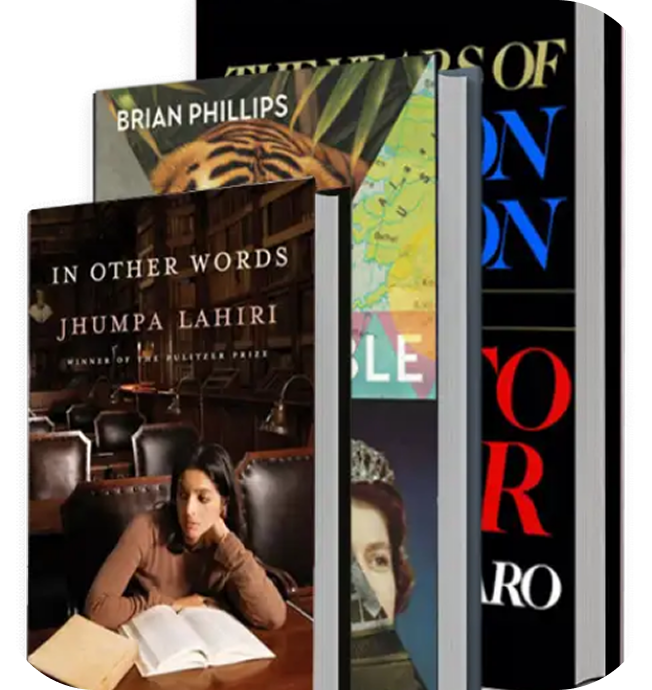 THE YEARS OF
ON
ON
TO
R
ARO
BRIAN PHILLIPS
BLE
IN OTHER WORDS
JHUMPA LAHIRI
WINNER OF THE PULITZER PRIZE